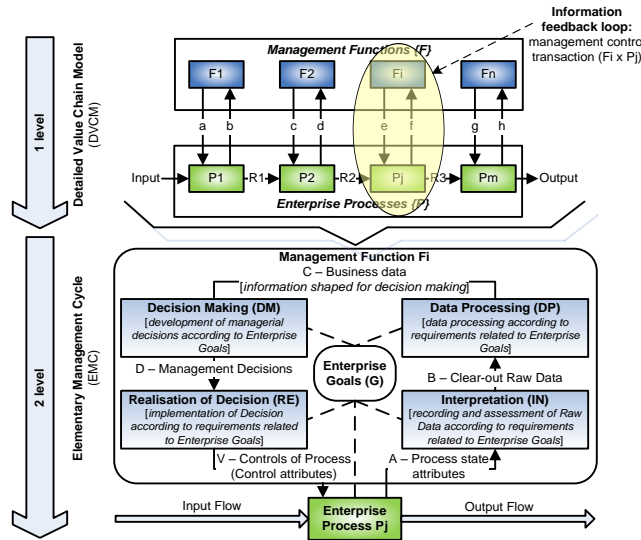 Information
feedback loop:
management control
transaction (Fi x Pj)
Management Functions {F}
F1
F2
Fi
Fn
a
b
c
d
e
f
g
h
Input
P1
R1
P2
R2
Pj
R3
Pm
Output
Enterprise Processes {P}
1 level
Detailed Value Chain Model
(DVCM)
Management Function Fi
C – Business data
[information shaped for decision making]
Decision Making (DM)
[development of managerial
decisions according to Enterprise
Goals]
Data Processing (DP)
[data processing according to
requirements related to Enterprise
Goals]
Enterprise
Goals (G)
D – Management Decisions
B – Clear-out Raw Data
Realisation of Decision (RE)
[implementation of Decision
according to requirements related
to Enterprise Goals]
Interpretation (IN)
[recording and assessment of Raw
Data according to requirements
related to Enterprise Goals]
V – Controls of Process
(Control attributes)
A – Process state
attributes
Input Flow
Enterprise
Process Pj
Output Flow
2 level
Elementary Management Cycle
(EMC)